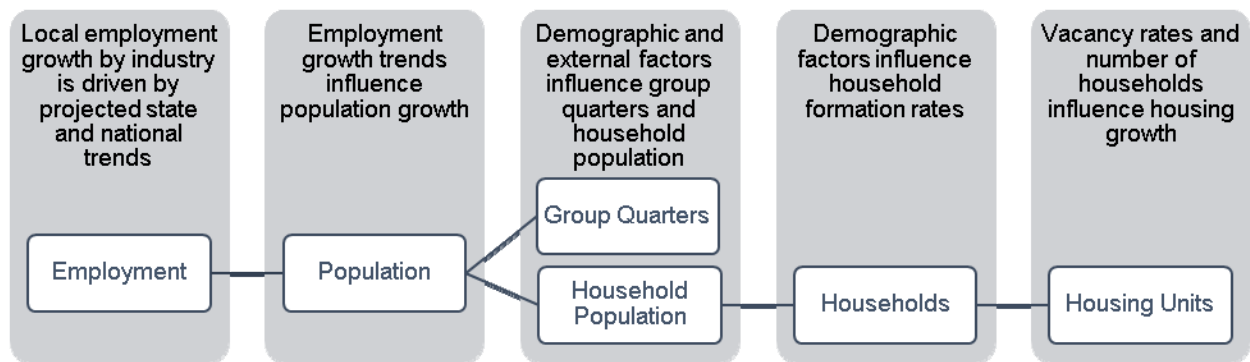 Local employment
growth by industry
is driven by
projected state
and national
trends
Employment
Employment
growth trends
influence
population growth
Population
Demographic and
external factors
influence group
quarters and
household
population
Group Quarters
Household
Population
Demographic
factors influence
household
formation rates
Households
Vacancy rates and
number of
households
influence housing
growth
Housing Units